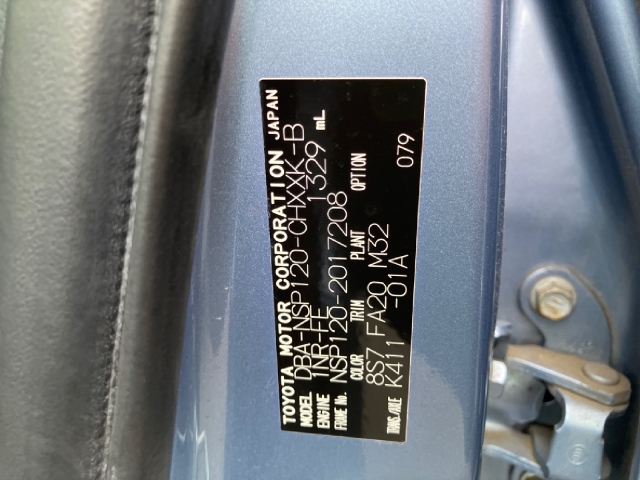 TOYOTA MOTOR CORPORATION JAPAN
MODEL DBA-NSP120-CHXXK-B
ENGINE 1NR-FE 1329 mL
FRAME No. NSP120-2017208
COLOR TRIM PLANT OPTION
8S7 FA20 M32 079
TRANS/AXLE K411 -01A